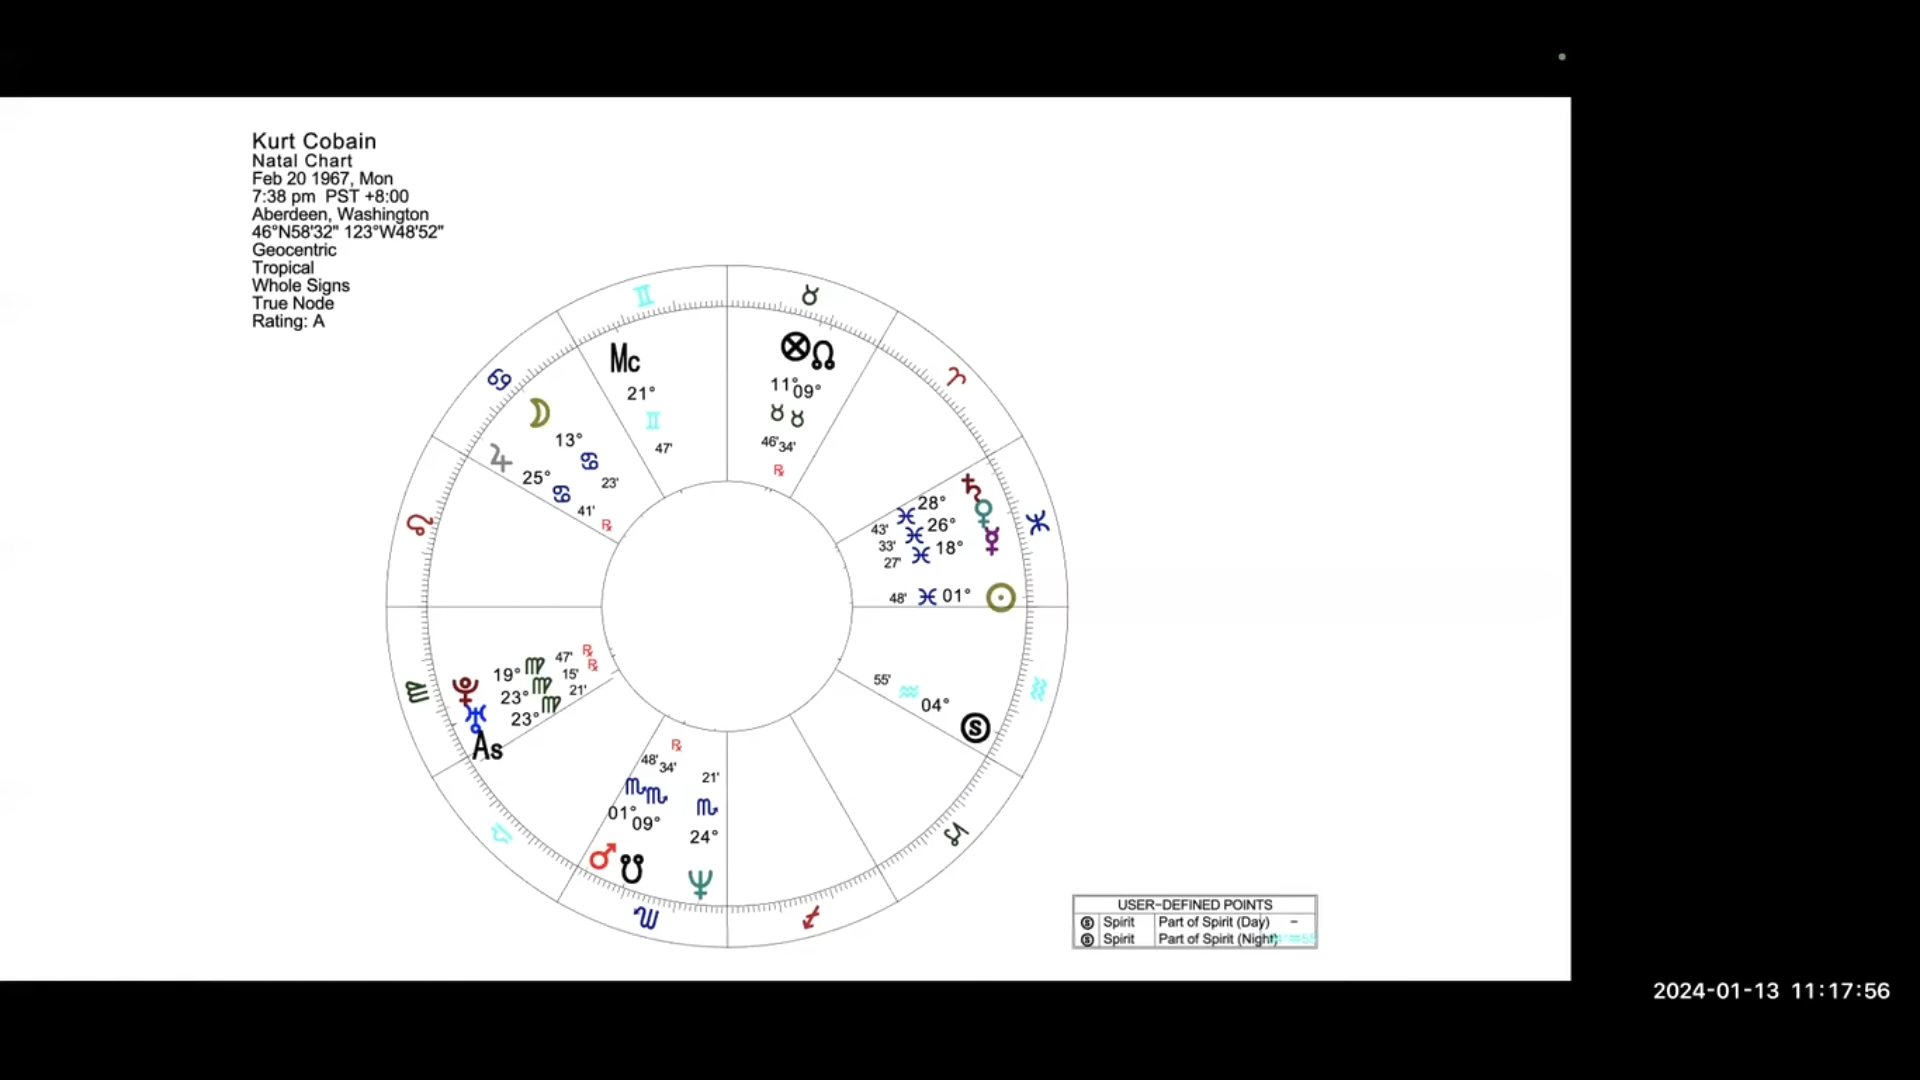 Kurt Cobain
Natal Chart
Feb 20 1967, Mon
7:38 pm PST +8:00
Aberdeen, Washington
46°N58'32" 123°W48'52"
Geocentric
Tropical
Whole Signs
True Node
Rating: A
♊
♉
♋
♈
Mc
21°
♊
47'
⊗ ☊
11° 09°
♉ ♉
46' 34'
℞
☽
13°
♋
23'
♃
25°
♋
41'
℞
♄
28°
♓
43'
♀
26°
♓
33'
☿
18°
♓
27'
♓
♌
48' ♓ 01° ☉
♇
19° ♍ 47' ℞
♅
23° ♍ 15' ℞
As
23° ♍ 21'
♍
55'
♒
04°
Ⓢ
♒
℞
48' 34'
♏ ♏
01° 09°
♂ ☋
21'
♏
24°
♆
♎
♑
♏
♐
USER-DEFINED POINTS
Ⓢ Spirit Part of Spirit (Day) -
Ⓢ Spirit Part of Spirit (Night)
2024-01-13 11:17:56